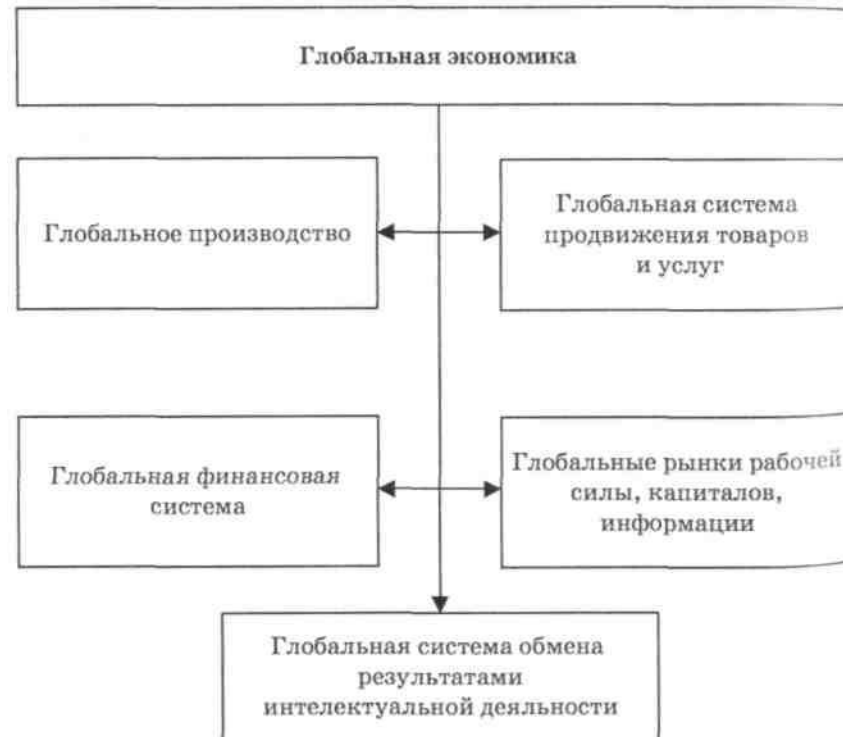 Глобальная экономика
Глобальное производство
Глобальная система
продвижения товаров
и услуг
Глобальная финансовая
система
Глобальные рынки рабочей
силы, капиталов,
информации
Глобальная система обмена
результатами
интелектуальной деяльности